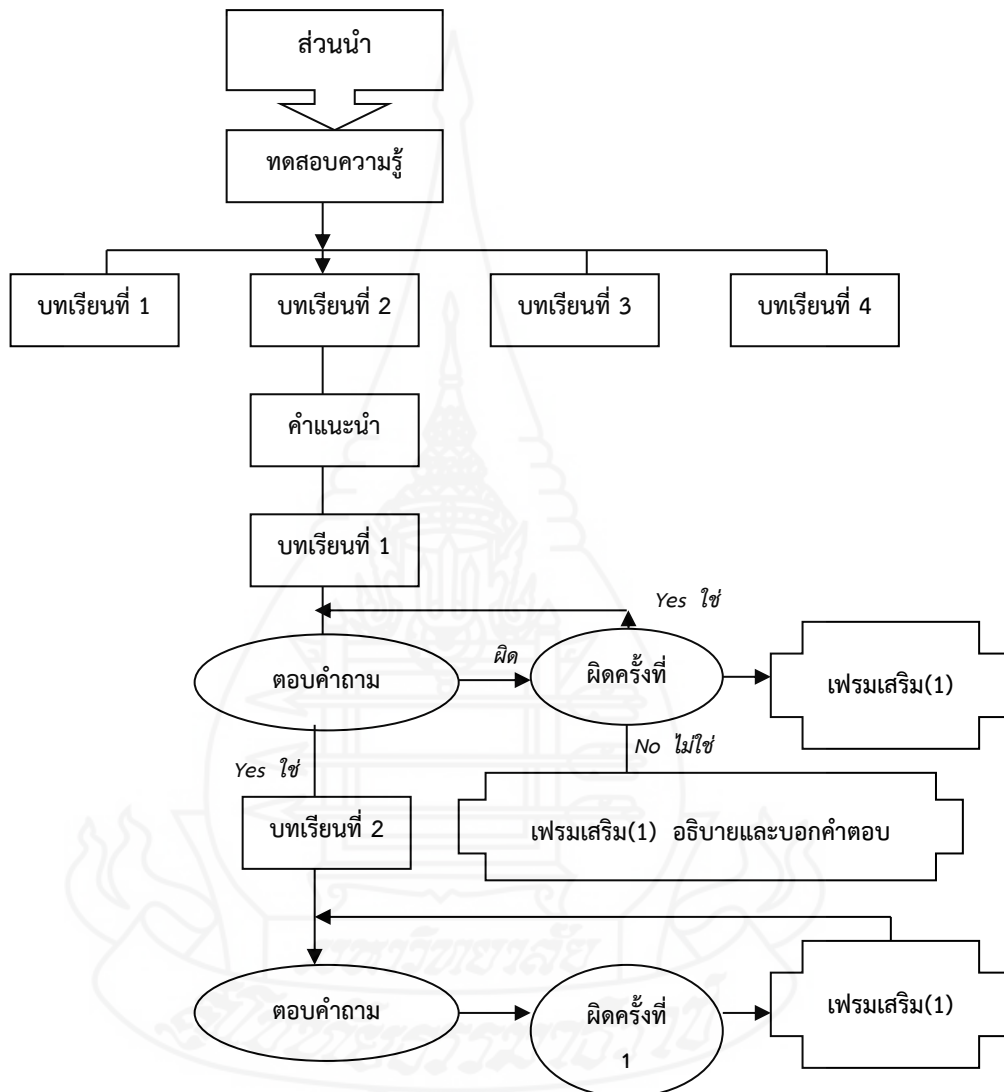 ส่วนนำ
ทดสอบความรู้
บทเรียนที่ 1
บทเรียนที่ 2
บทเรียนที่ 3
บทเรียนที่ 4
คำแนะนำ
บทเรียนที่ 1
Yes ใช่
ตอบคำถาม
ผิด
ผิดครั้งที่
เฟรมเสริม(1)
Yes ใช่
No ไม่ใช่
บทเรียนที่ 2
เฟรมเสริม(1) อธิบายและบอกคำตอบ
ตอบคำถาม
ผิดครั้งที่
1
เฟรมเสริม(1)